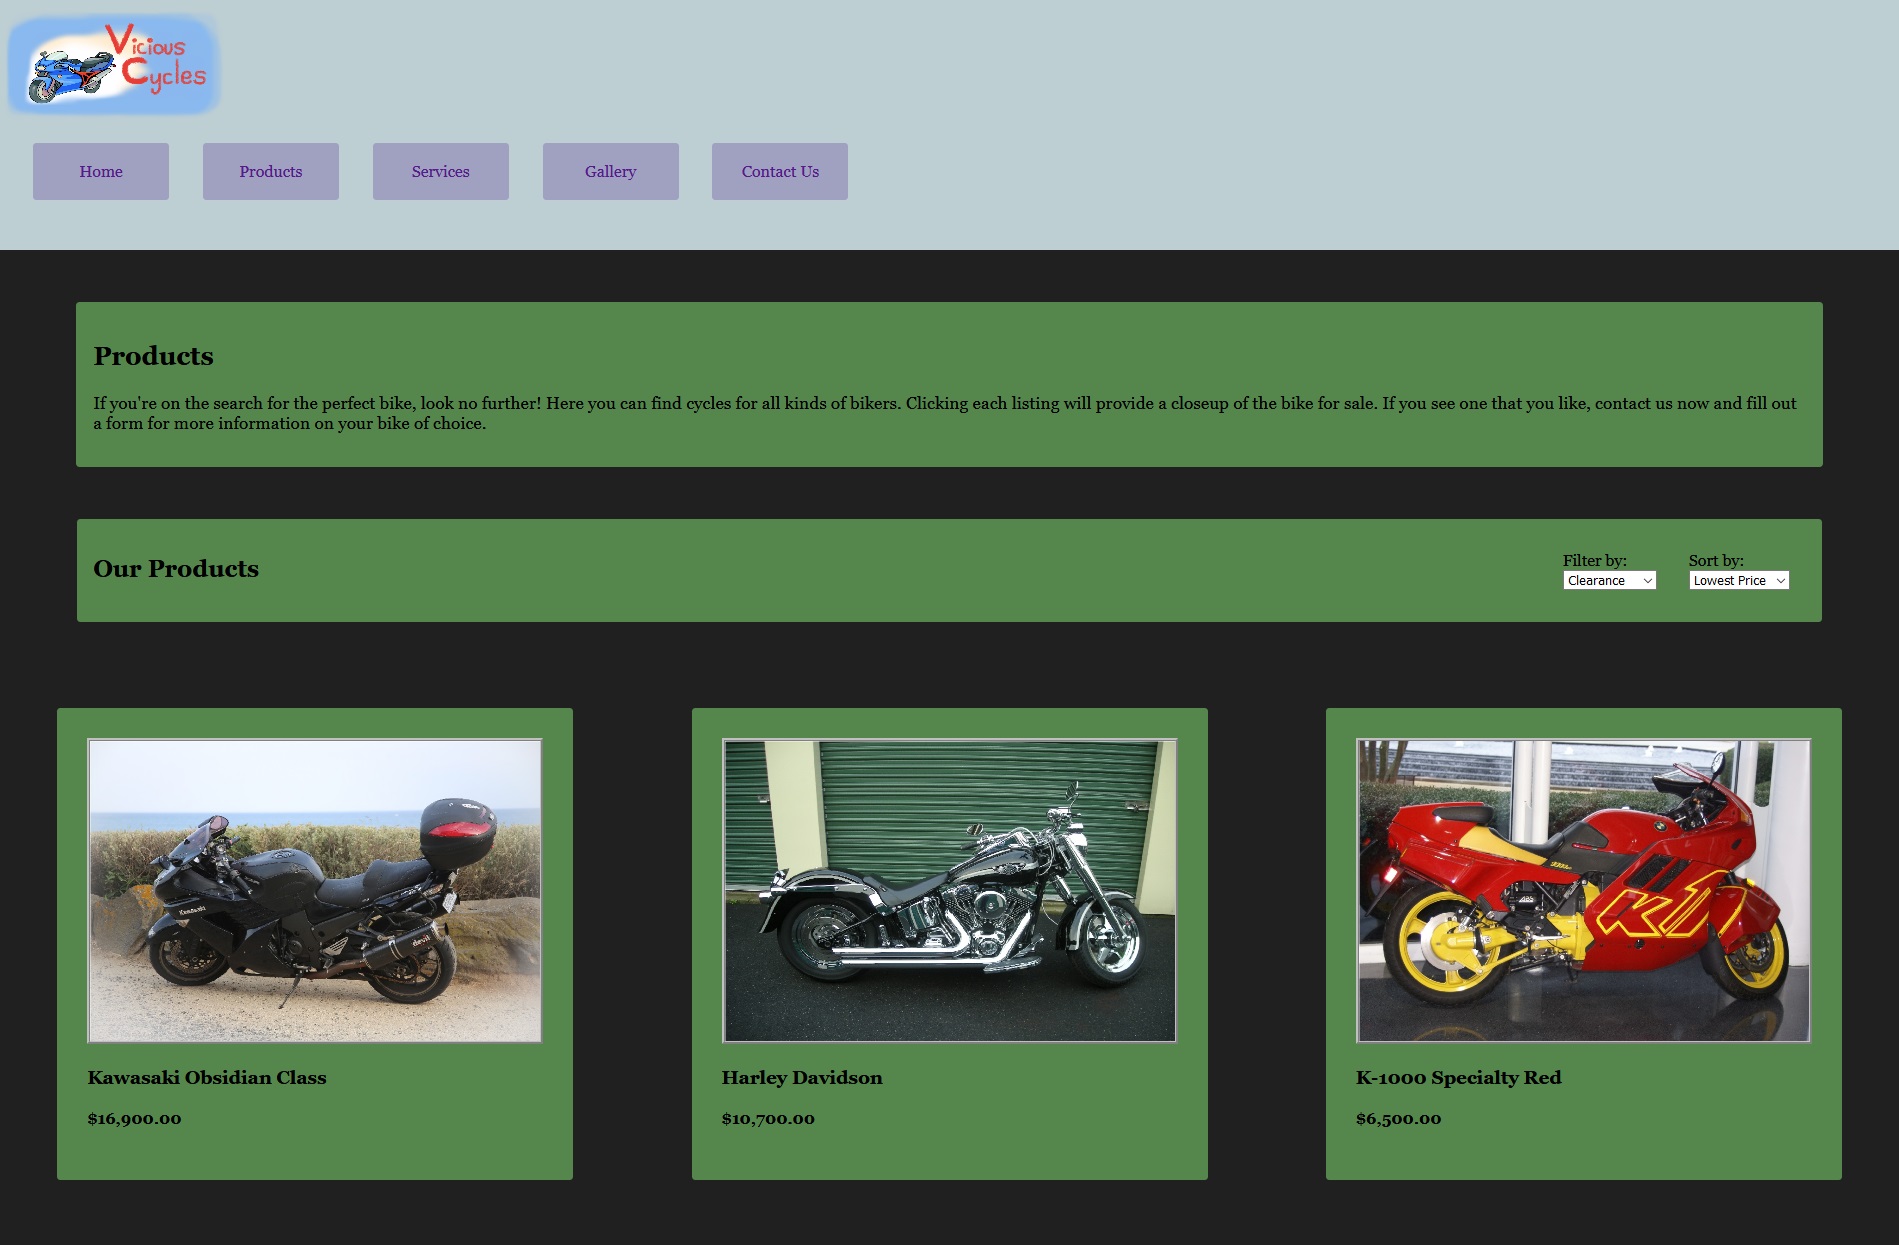 Vicious
Cycles
Home
Products
Services
Gallery
Contact Us
Products
If you're on the search for the perfect bike, look no further! Here you can find cycles for all kinds of bikers. Clicking each listing will provide a closeup of the bike for sale. If you see one that you like, contact us now and fill out
a form for more information on your bike of choice.
Our Products
Filter by:
Clearance
Sort by:
Lowest Price
Kawasaki
devil
ABS
K1
Kawasaki Obsidian Class
$16,900.00
Harley Davidson
$10,700.00
K-1000 Specialty Red
$6,500.00